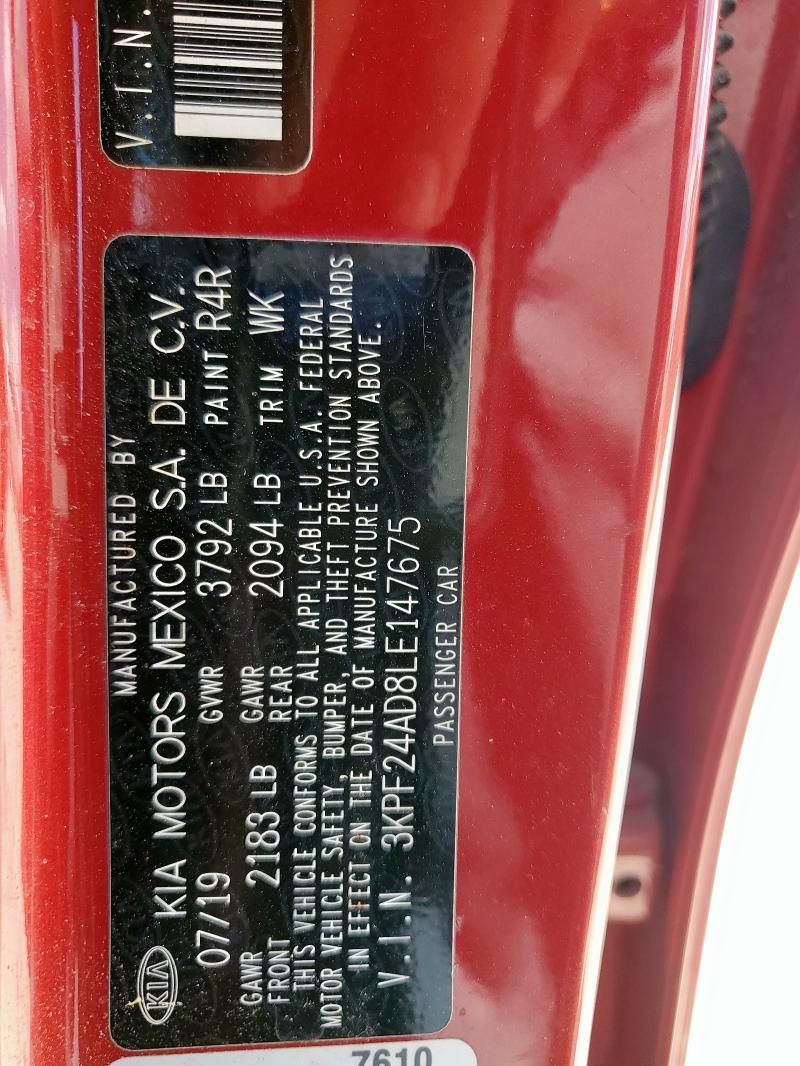 V.I.N.
MANUFACTURED BY
KIA KIA MOTORS MEXICO S.A. DE C.V.
07/19 GVWR 3792 LB PAINT R4R
GAWR FRONT 2183 LB GAWR REAR 2094 LB TRIM WK
THIS VEHICLE CONFORMS TO ALL APPLICABLE U.S.A. FEDERAL
MOTOR VEHICLE SAFETY, BUMPER, AND THEFT PREVENTION STANDARDS
IN EFFECT ON THE DATE OF MANUFACTURE SHOWN ABOVE.
V.I.N. 3KPF24AD8LE147675
PASSENGER CAR
7610